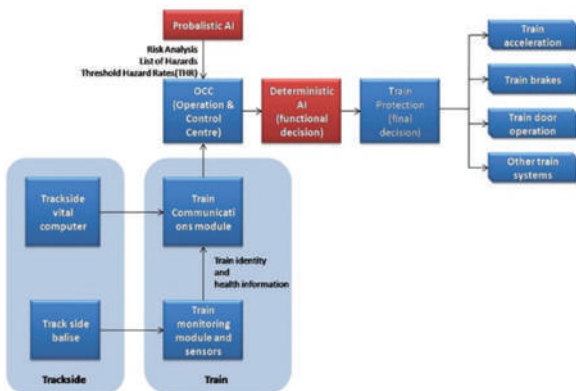 Probalistic AI
Risk Analysis
List of Hazards
Threshold Hazard Rates(THR)
OCC
(Operation &
Control
Centre)
Deterministic
AI
(functional
decision)
Train
Protection
(final
decision)
Train
acceleration
Train brakes
Train door
operation
Other train
systems
Trackside
vital
computer
Train
Communicati
ons module
Train identity
and
health information
Track side
balise
Train
monitoring
module and
sensors
Trackside
Train